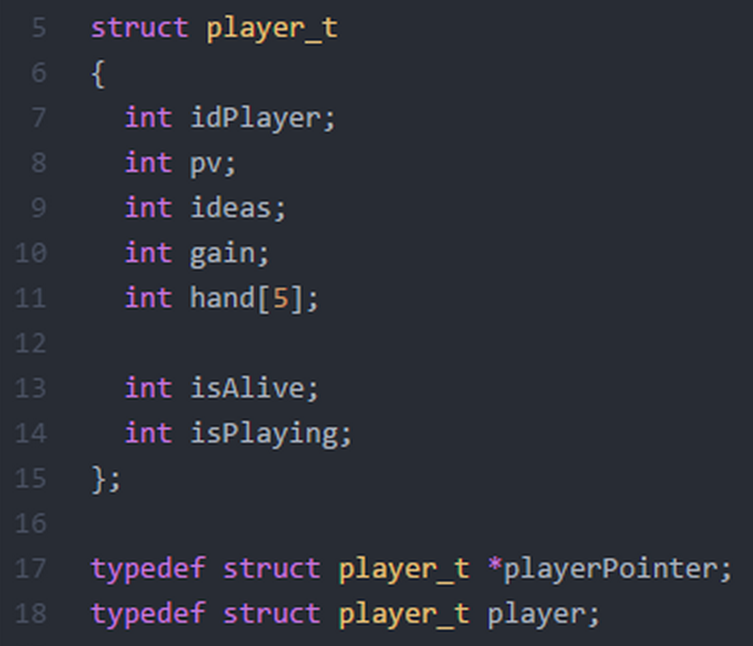 5 struct player_t
6 {
7 int idPlayer;
8 int pv;
9 int ideas;
10 int gain;
11 int hand[5];
12
13 int isAlive;
14 int isPlaying;
15 };
16
17 typedef struct player_t *playerPointer;
18 typedef struct player_t player;